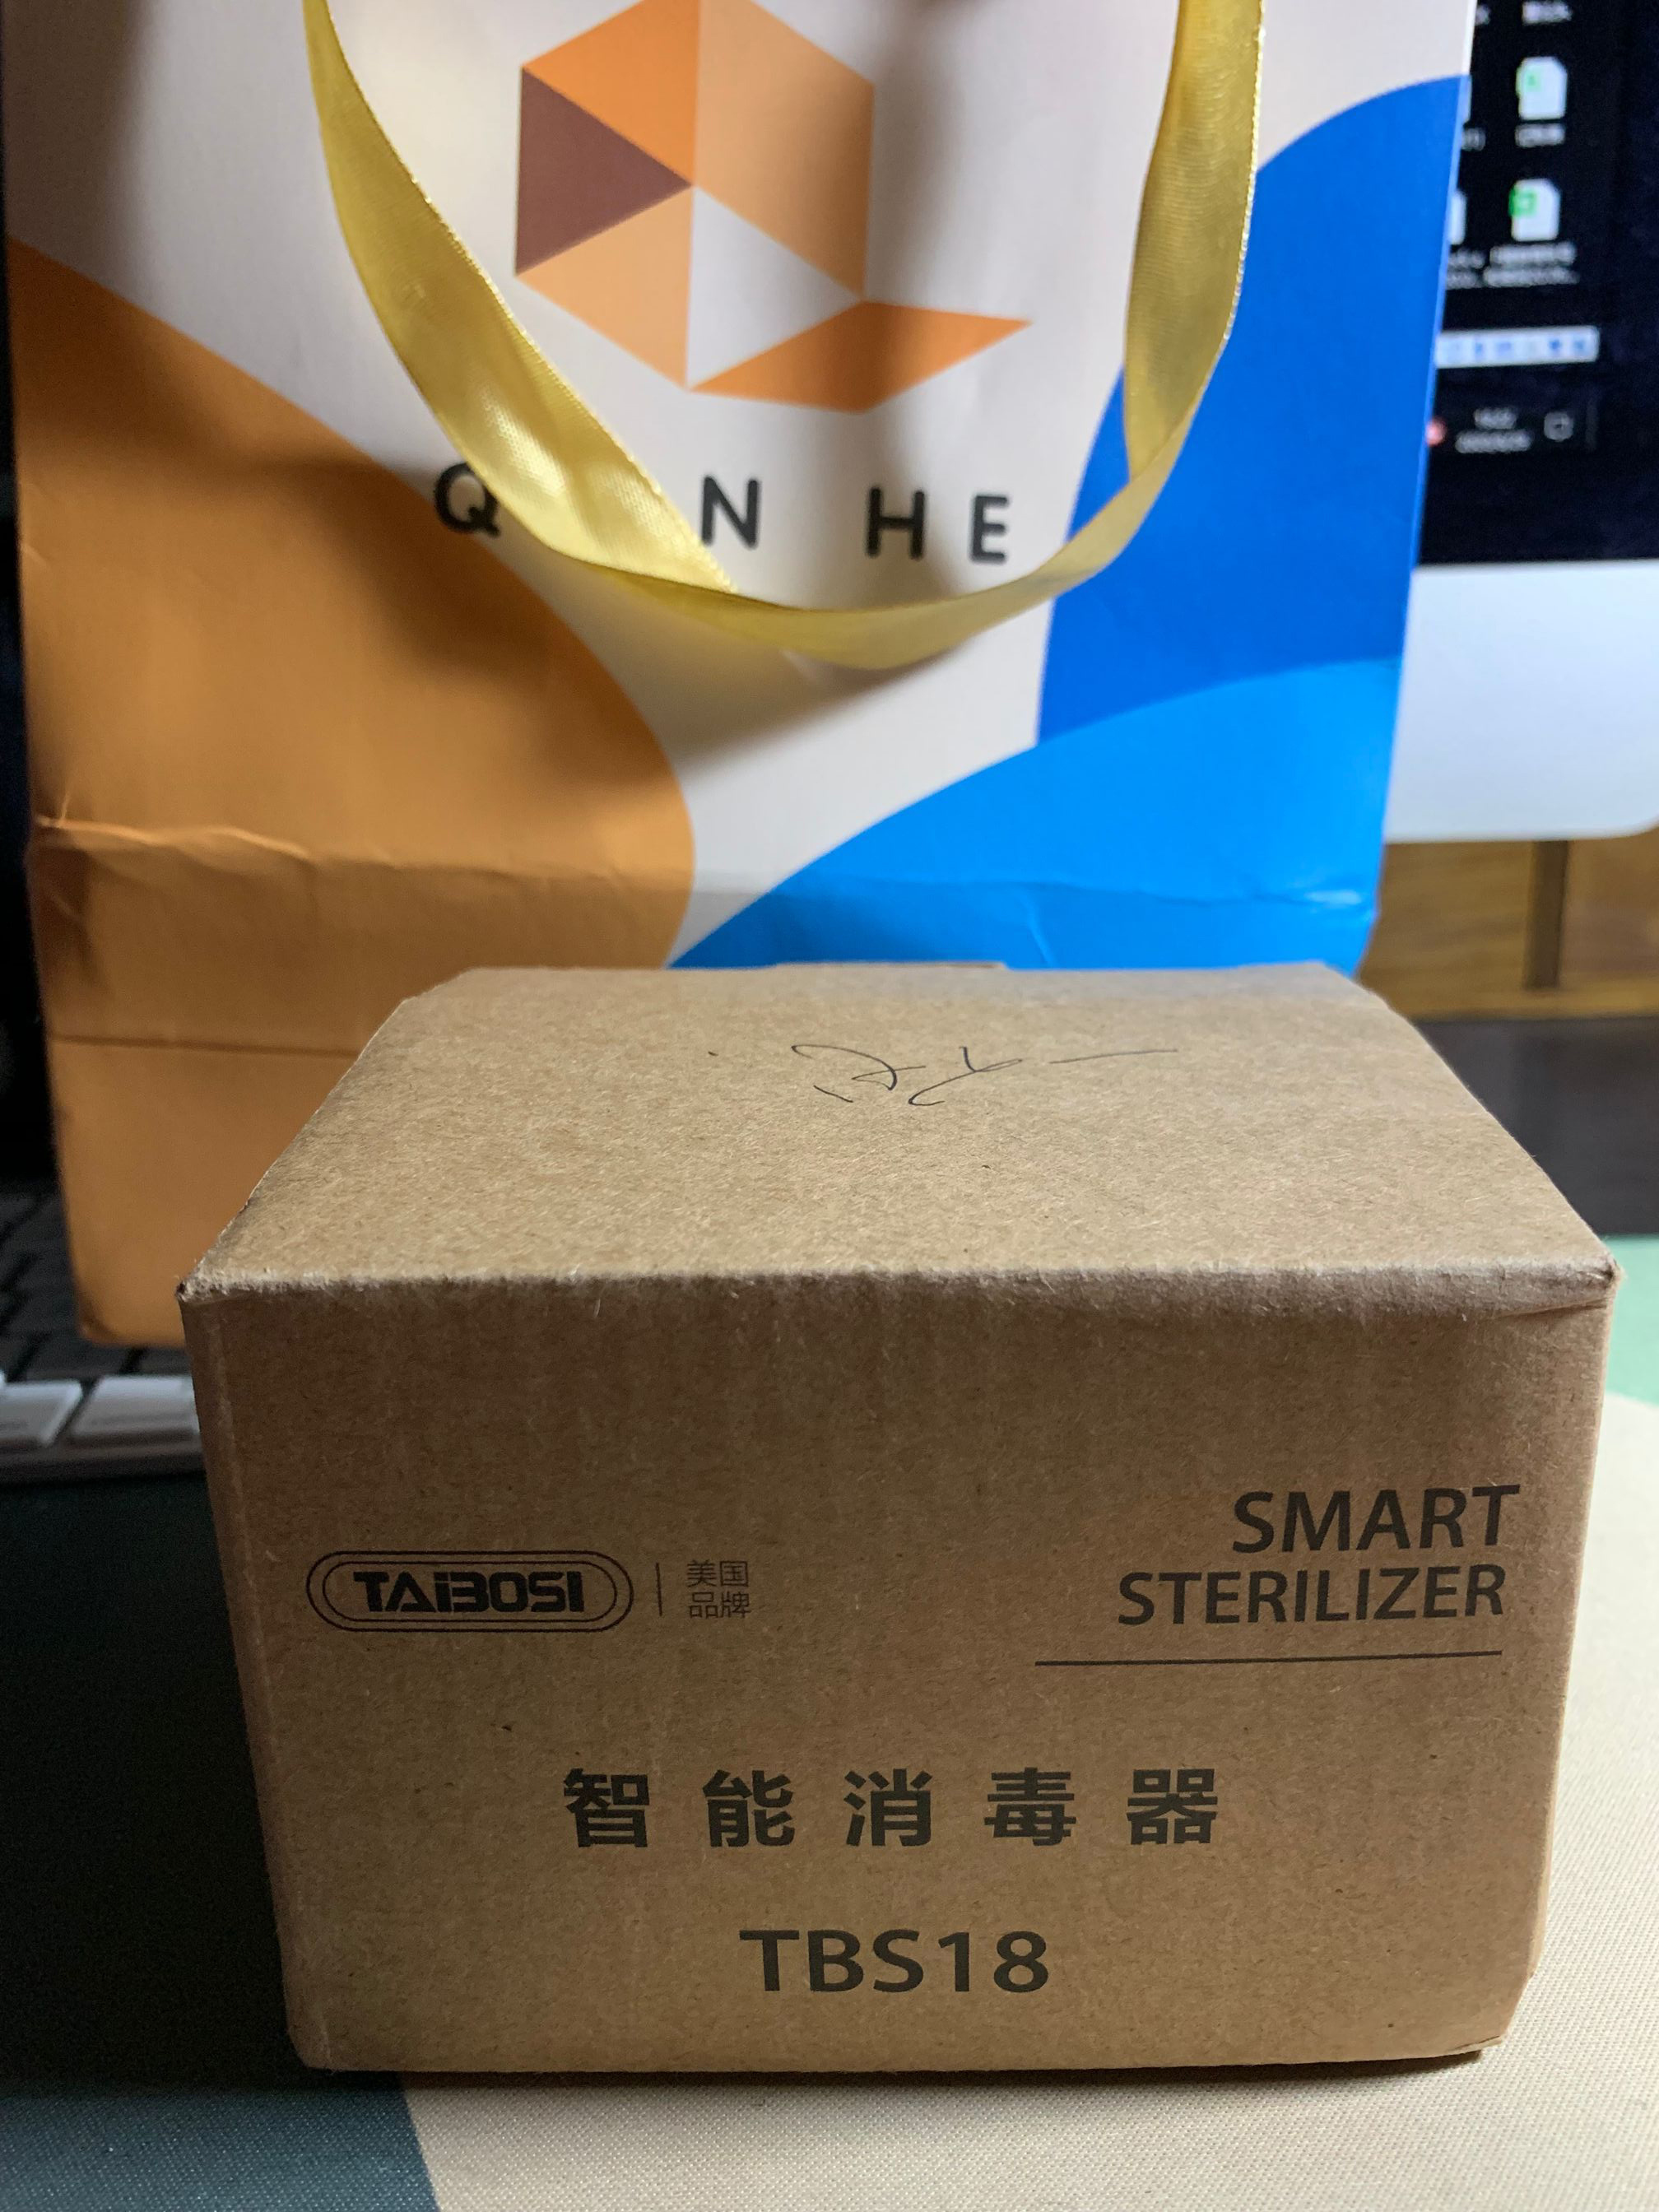 Q N HE
TAIBOSI
美国
品牌
SMART
STERILIZER
智能消毒器
TBS18